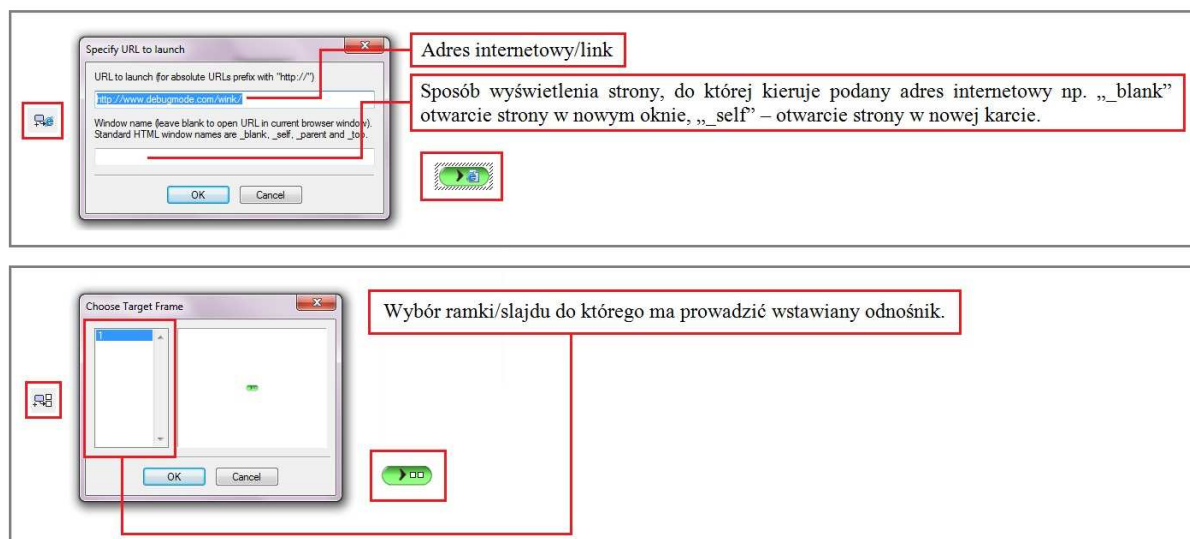 Specify URL to launch
Adres internetowy/link
URL to launch (for absolute URLs prefix with "http://")
http://www.debugmode.com/wink/
Sposób wyświetlenia strony, do której kieruje podany adres internetowy np. „_blank”
otwarcie strony w nowym oknie, „_self” – otwarcie strony w nowej karcie.
Window name (leave blank to open URL in current browser window).
Standard HTML window names are _blank, _self, _parent and _top.
OK Cancel
Choose Target Frame
Wybór ramki/slajdu do którego ma prowadzić wstawiany odnośnik.
1
OK Cancel